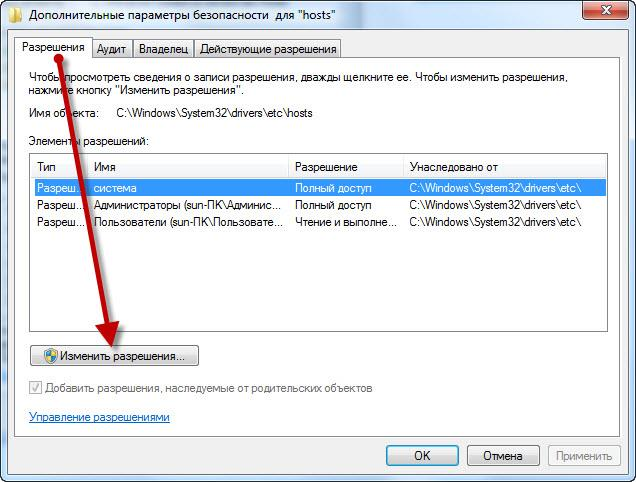 Дополнительные параметры безопасности для "hosts"
Разрешения Аудит Владелец Действующие разрешения
Чтобы просмотреть сведения о записи разрешения, дважды щелкните ее. Чтобы изменить разрешения,
нажмите кнопку "Изменить разрешения".
Имя объекта: C:\Windows\System32\drivers\etc\hosts
Элементы разрешений:
Тип Имя Разрешение Унаследовано от
Разреш... система Полный доступ C:\Windows\System32\drivers\etc\
Разреш... Администраторы (sun-ПК\Админис... Полный доступ C:\Windows\System32\drivers\etc\
Разреш... Пользователи (sun-ПК\Пользовате... Чтение и выполне... C:\Windows\System32\drivers\etc\
Изменить разрешения...
Добавить разрешения, наследуемые от родительских объектов
Управление разрешениями
OK Отмена Применить